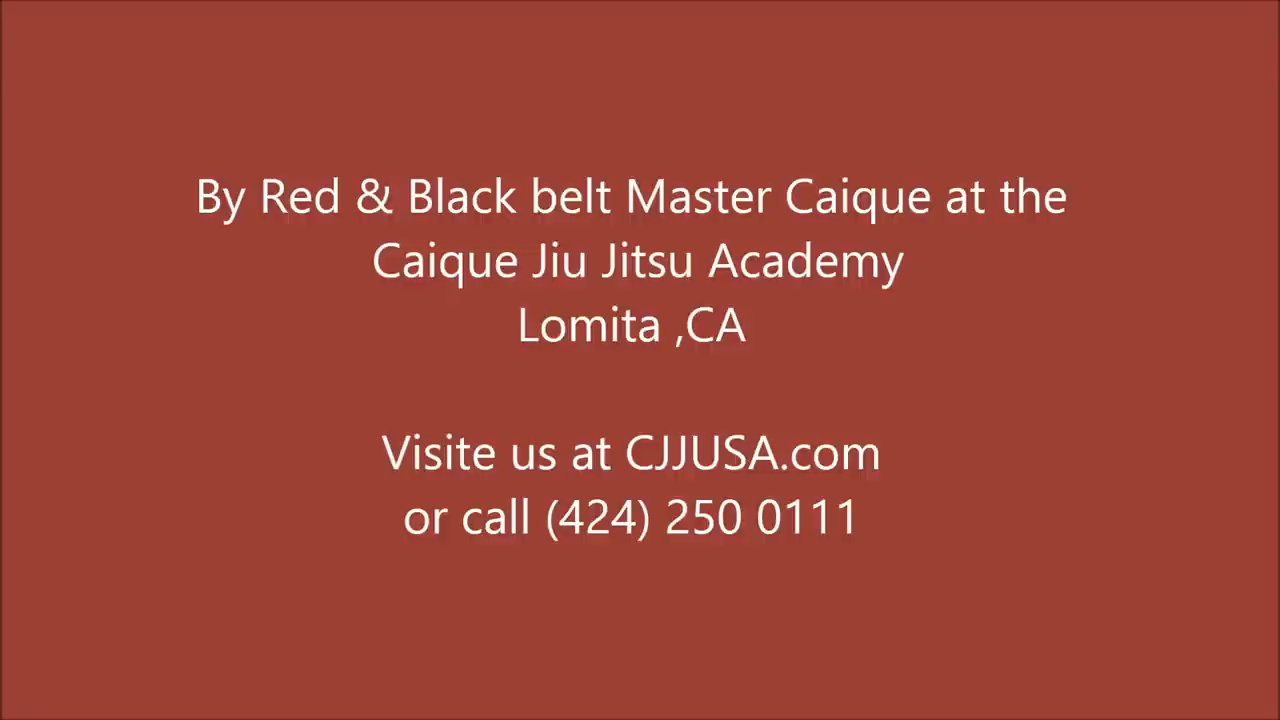 By Red & Black belt Master Caique at the
Caique Jiu Jitsu Academy
Lomita ,CA
Visite us at CJJUSA.com
or call (424) 250 0111